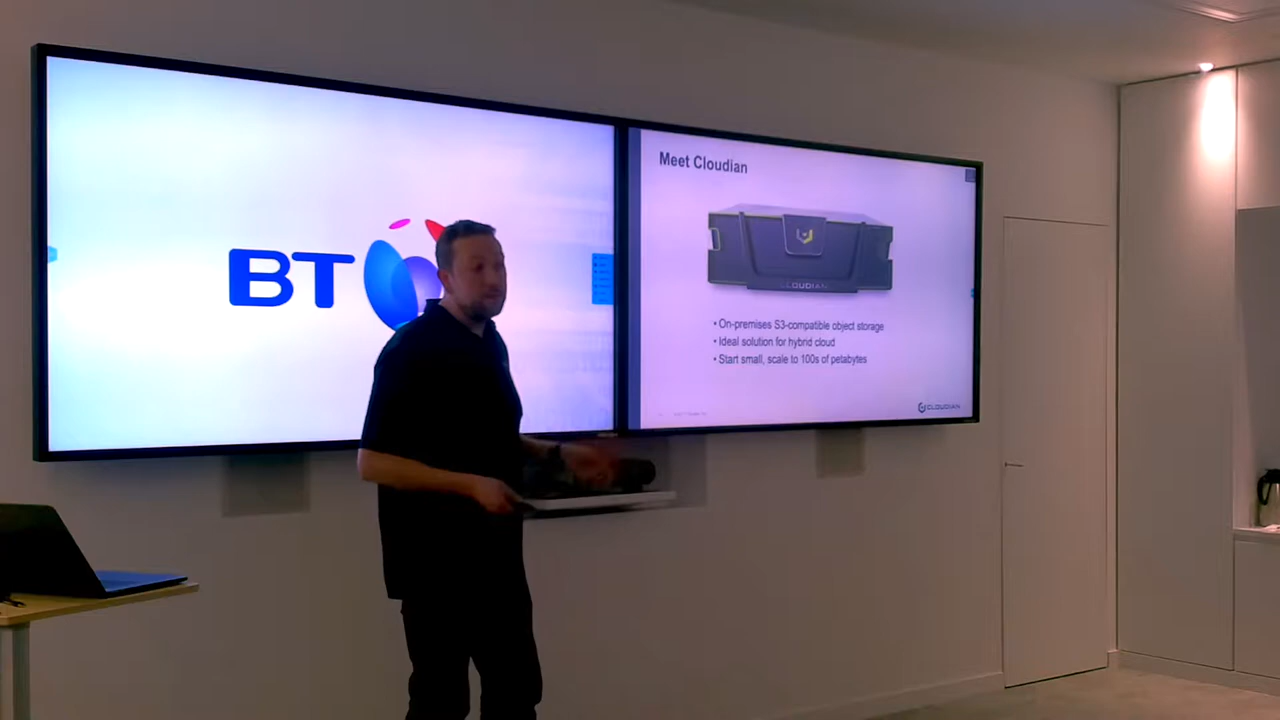 BT
Meet Cloudian
CLOUDIAN
• On-premises S3-compatible object storage
• Ideal solution for hybrid cloud
• Start small, scale to 100s of petabytes
CLOUDIAN